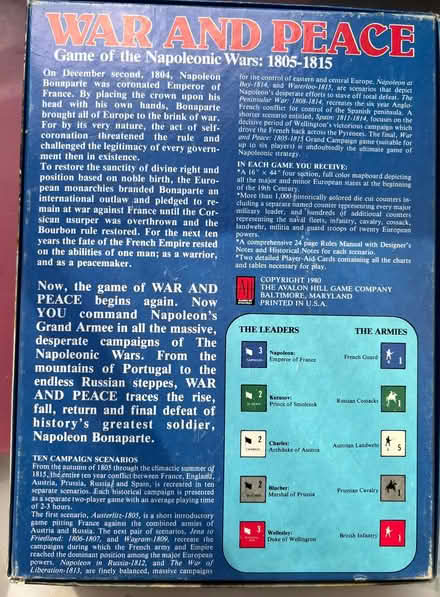 WAR AND PEACE
Game of the Napoleonic Wars: 1805-1815
On December second, 1804, Napoleon
Bonaparte was coronated Emperor of
France. By placing the crown upon his
head with his own hands, Bonaparte
brought all of Europe to the brink of war.
For by its very nature, the act of self-
coronation threatened the rule and
challenged the legitimacy of every govern-
ment then in existence.
To restore the sanctity of divine right and
position based on noble birth, the Euro-
pean monarchies branded Bonaparte an
international outlaw and pledged to re-
main at war against France until the Cor-
sican usurper was overthrown and the
Bourbon rule restored. For the next ten
years the fate of the French Empire rested
on the abilities of one man; as a warrior,
and as a peacemaker.
Now, the game of WAR AND
PEACE begins again. Now
YOU command Napoleon's
Grand Armee in all the massive,
desperate campaigns of The
Napoleonic Wars. From the
mountains of Portugal to the
endless Russian steppes, WAR
AND PEACE traces the rise,
fall, return and final defeat of
history's greatest soldier,
Napoleon Bonaparte.
TEN CAMPAIGN SCENARIOS
From the autumn of 1805 through the climactic summer of
1815, the entire ten year conflict between France, England,
Austria, Prussia, Russia and Spain, is recreated in ten
separate scenarios. Each historical campaign is presented
as a separate two-player game with an average playing time
of 2-3 hours.
The first scenario, Austerlitz-1805, is a short introductory
game pitting France against the combined armies of
Austria and Russia. The next pair of scenarios, Jena to
Friedland: 1806-1807, and Wagram-1809, recreate the
campaigns during which the French army and Empire
reached the dominant position among the major European
powers. Napoleon in Russia-1812, and The War of
Liberation-1813, are finely balanced, massive campaigns
for the control of eastern and central Europe. Napoleon at
Bay-1814, and Waterloo-1815, are scenarios that depict
Napoleon's desperate efforts to stave off total defeat. The
Peninsular War: 1808-1814, recreates the six year Anglo-
French conflict for control of the Spanish peninsula. A
shorter scenario entitled, Spain: 1811-1814, focuses on the
decisive period of Wellington's victorious campaign which
drove the French back across the Pyrenees. The final, War
and Peace: 1805-1815 Grand Campaign game (suitable for
up to six players) is undoubtedly the ultimate game of
Napoleonic strategy.
IN EACH GAME YOU RECEIVE:
*A 16" × 44" four section, full color mapboard depicting
all the major and minor European states at the beginning
of the 19th Century.
*More than 1,000 historically colored die cut counters in-
cluding a separate named counter representing every major
military leader, and hundreds of additional counters
representing the naval fleets, infantry, cavalry, cossack,
landwehr, militia and guard troops of twenty European
powers.
*A comprehensive 24 page Rules Manual with Designer's
Notes and Historical Notes for each scenario.
*Two detailed Player-Aid Cards containing all the charts
and tables necessary for play.
COPYRIGHT 1980
THE AVALON HILL GAME COMPANY
BALTIMORE, MARYLAND
PRINTED IN U.S.A.
THE LEADERS
THE ARMIES
3
Napoleon:
Emperor of France
French Guard
1
2
Kutusov:
Prince of Smolensk
Russian Cossacks
1
2
Charles:
Archduke of Austria
Austrian Landwehr
5
2
Blucher:
Marshal of Prussia
Prussian Cavalry
1
3
Wellesley:
Duke of Wellington
British Infantry
1